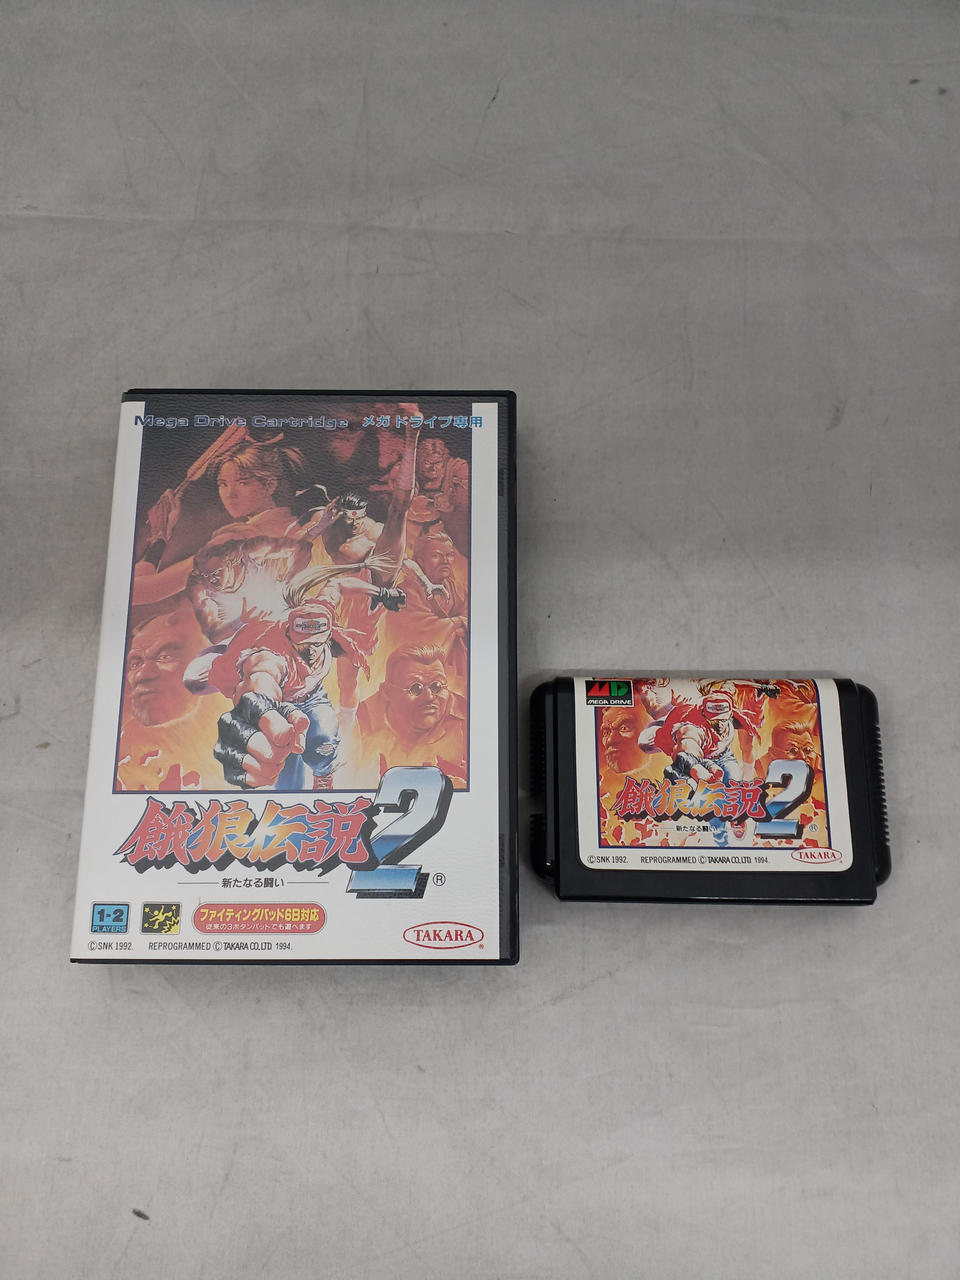 Mega Drive Cartridge メガドライブ専用
餓狼伝説2®
新たなる闘い
1-2
PLAYERS
ファイティングパッド6B対応
従来の3ボタンパットでも遊べます
TAKARA®
©SNK 1992. REPROGRAMMED © TAKARA CO., LTD. 1994.
MD
MEGA DRIVE
餓狼伝説2®
新たなる闘い
©SNK 1992. REPROGRAMMED © TAKARA CO., LTD. 1994.
TAKARA®